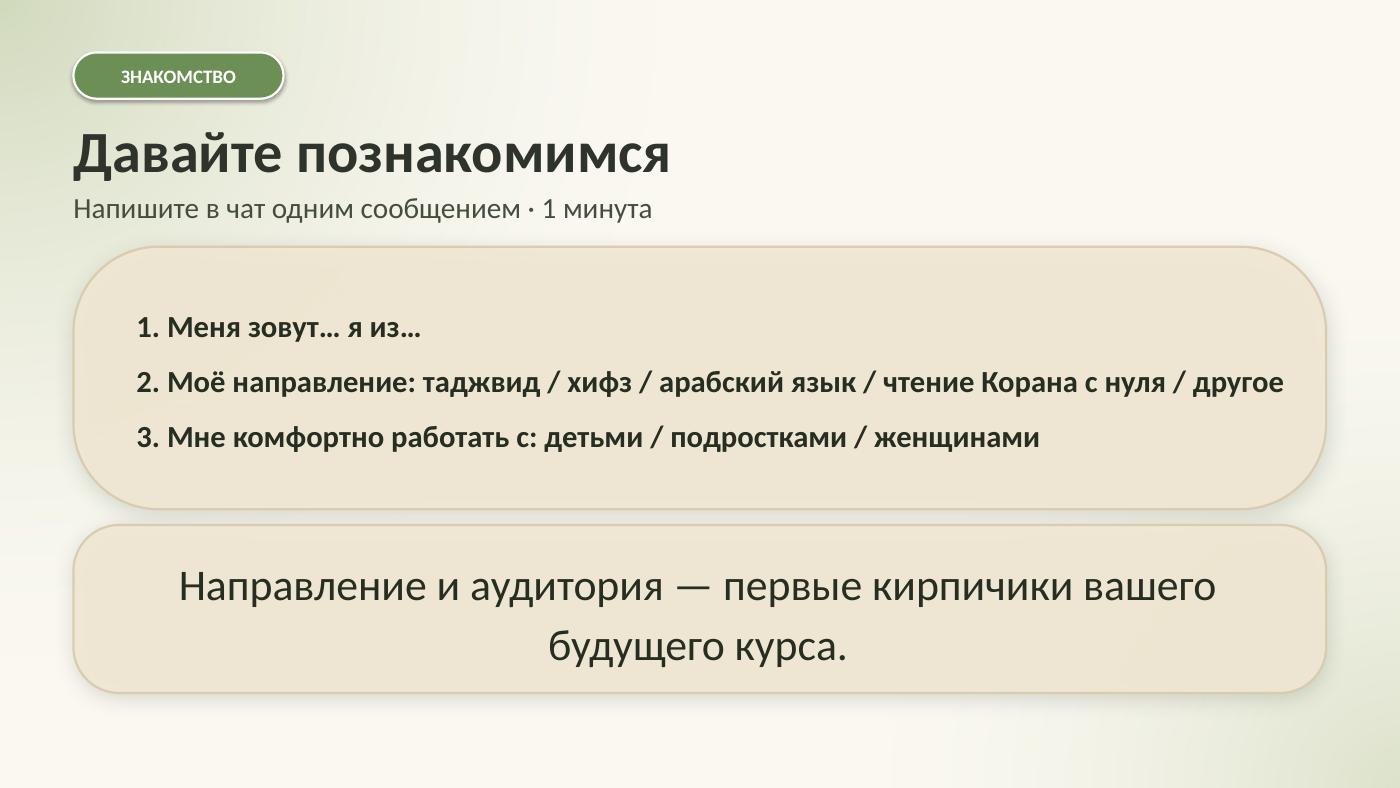 ЗНАКОМСТВО
Давайте познакомимся
Напишите в чат одним сообщением · 1 минута
1. Меня зовут… я из…
2. Моё направление: таджвид / хифз / арабский язык / чтение Корана с нуля / другое
3. Мне комфортно работать с: детьми / подростками / женщинами
Направление и аудитория — первые кирпичики вашего
будущего курса.